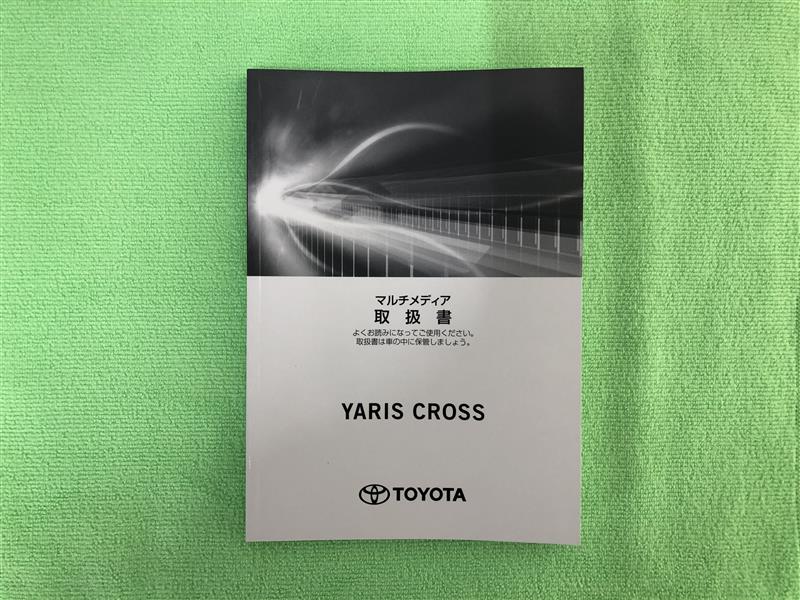 マルチメディア
取扱書
よくお読みになってご使用ください。
取扱書は車の中に保管しましょう。
YARIS CROSS
TOYOTA